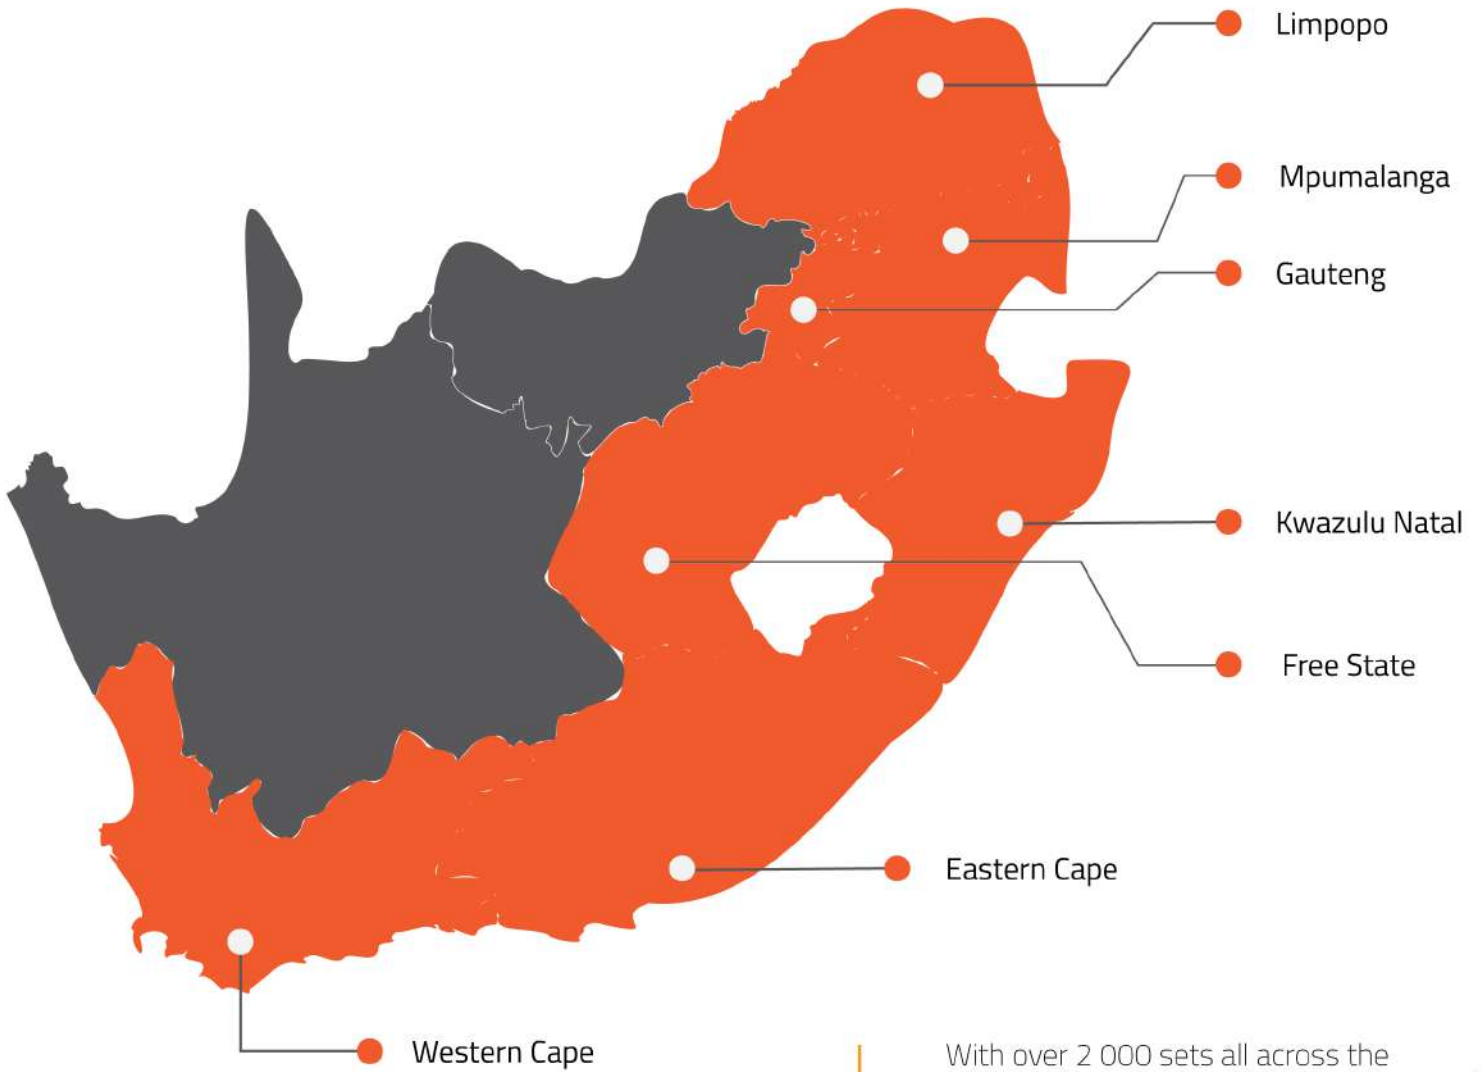 Limpopo
Mpumalanga
Gauteng
Kwazulu Natal
Free State
Eastern Cape
Western Cape
With over 2 000 sets all across the